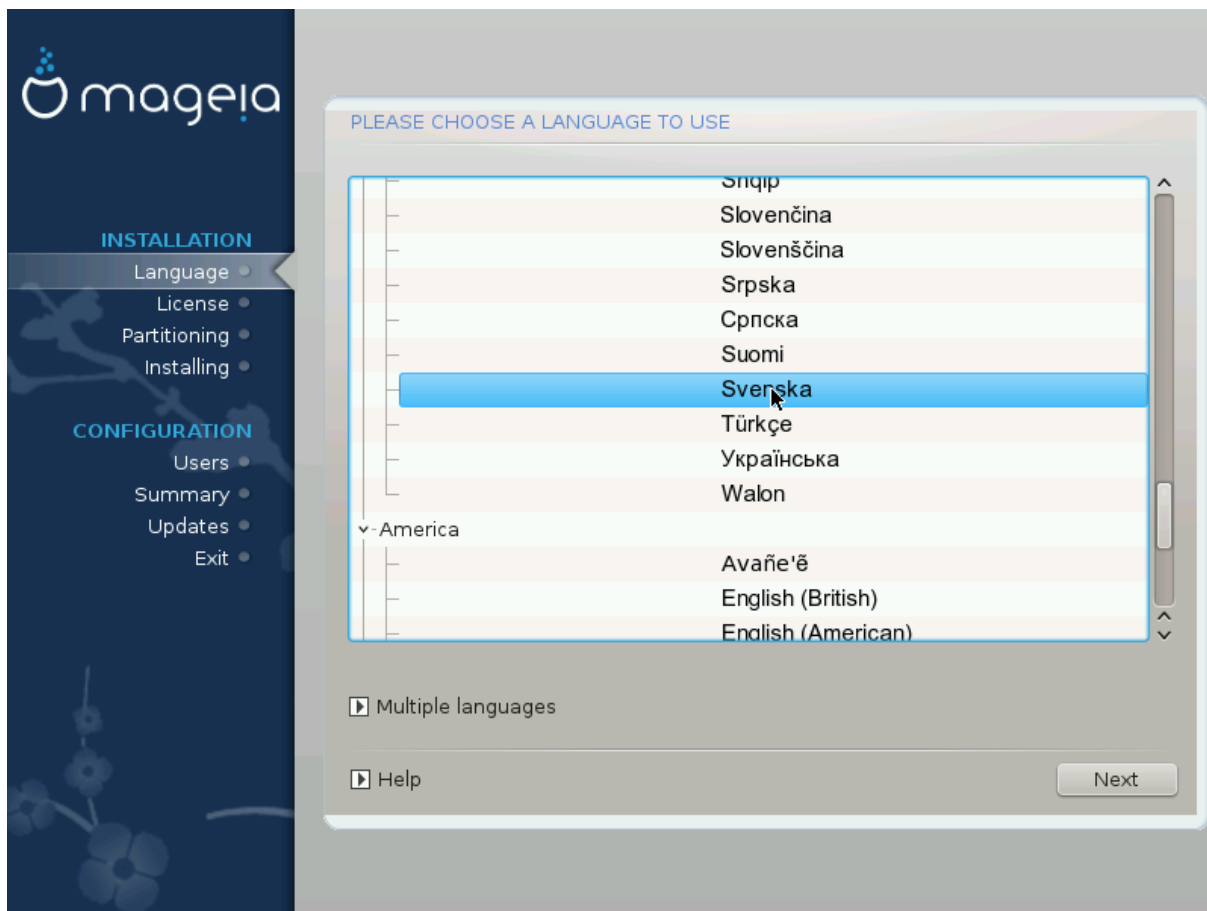 mageia
INSTALLATION
Language
License
Partitioning
Installing
CONFIGURATION
Users
Summary
Updates
Exit
PLEASE CHOOSE A LANGUAGE TO USE
Shqip
Slovenčina
Slovenščina
Srpska
Српска
Suomi
Svenska
Türkçe
Українська
Walon
America
Avañe'ẽ
English (British)
English (American)
Multiple languages
Help
Next